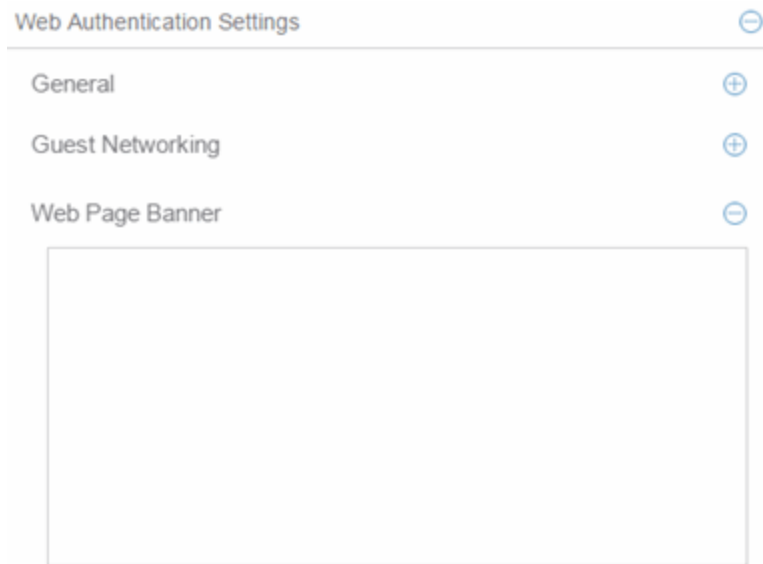 Web Authentication Settings
General
Guest Networking
Web Page Banner